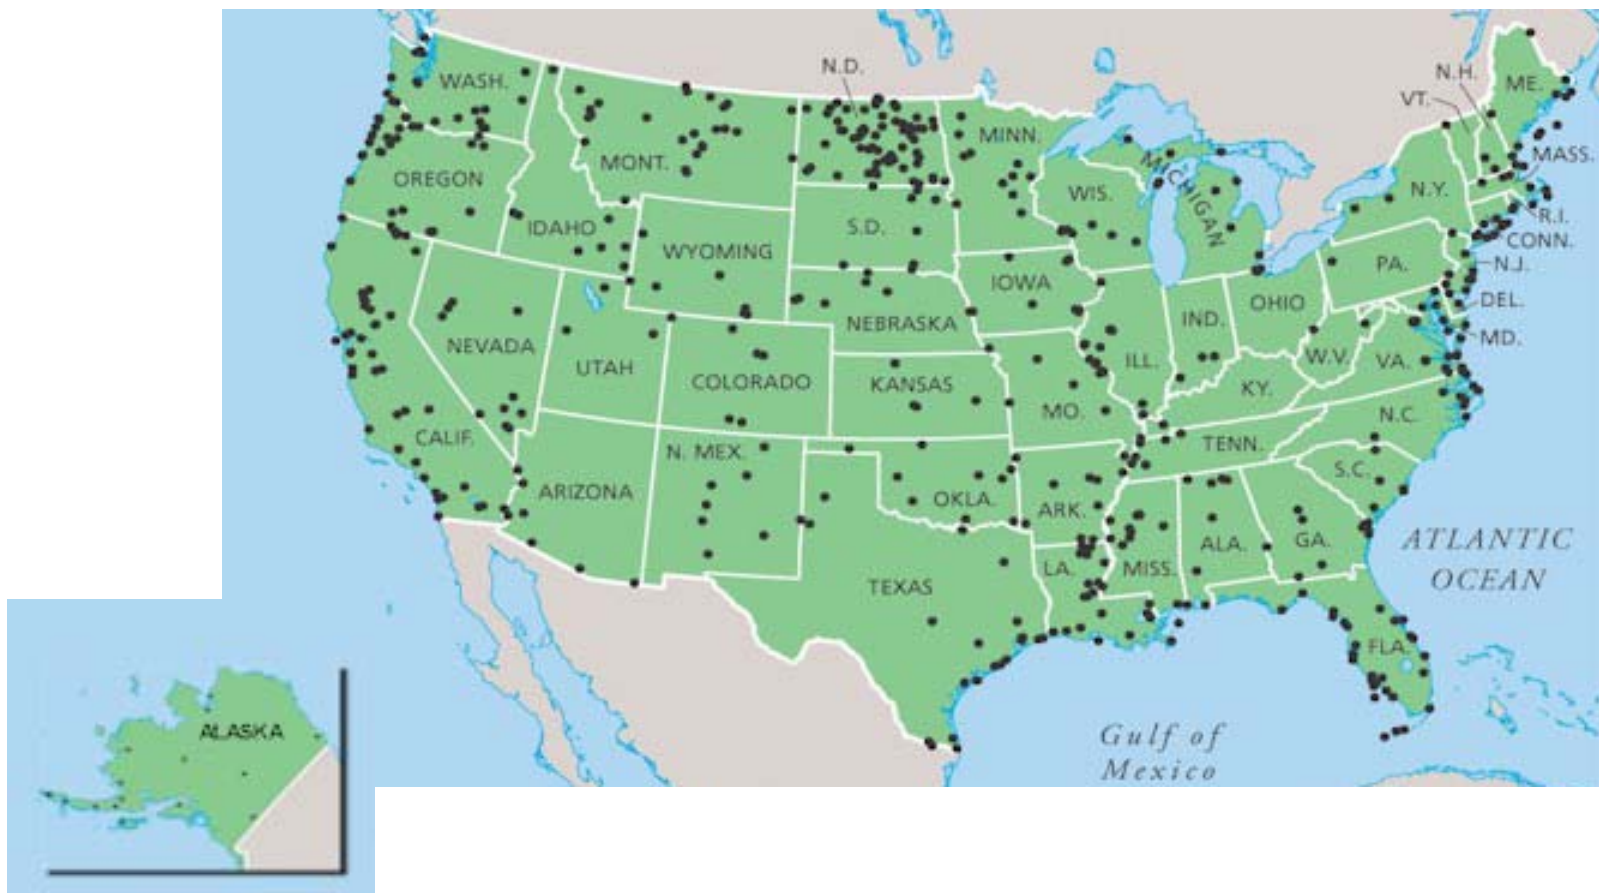 N.D.
N.H.
WASH.
ME.
VT.
MINN.
MONT.
MICHIGAN
MASS.
OREGON
WIS.
N.Y.
R.I.
IDAHO
S.D.
CONN.
WYOMING
PA.
N.J.
IOWA
OHIO
DEL.
NEBRASKA
IND.
MD.
NEVADA
UTAH
ILL.
W.V.
VA.
COLORADO
KANSAS
KY.
MO.
N.C.
CALIF.
N. MEX.
TENN.
S.C.
ARIZONA
OKLA.
ARK.
ATLANTIC
OCEAN
ALA.
GA.
LA.
MISS.
TEXAS
FLA.
ALASKA
Gulf of
Mexico